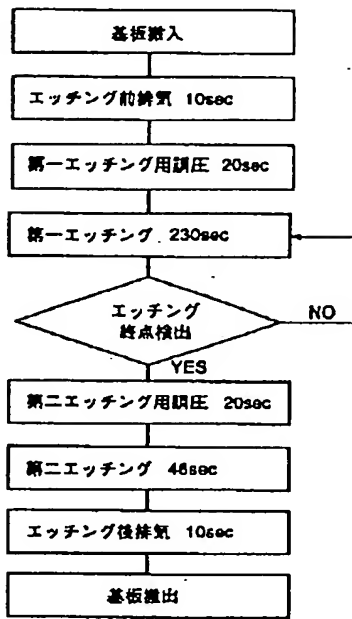 基板搬入
エッチング前排気 10sec
第一エッチング用調圧 20sec
第一エッチング 230sec
エッチング
終点検出
NO
YES
第二エッチング用調圧 20sec
第二エッチング 46sec
エッチング後排気 10sec
基板搬出